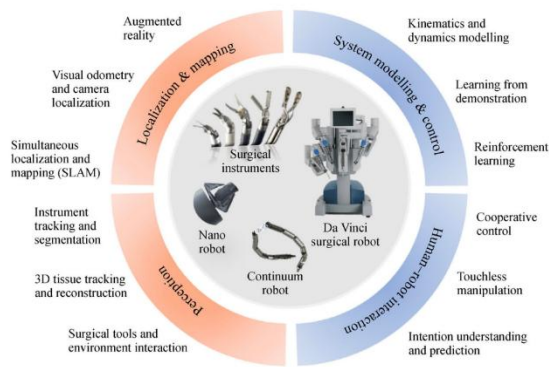 Augmented
reality
Visual odometry
and camera
localization
Simultaneous
localization and
mapping (SLAM)
Localization & mapping
Kinematics and
dynamics modelling
Learning from
demonstration
Reinforcement
learning
System modelling & control
Surgical
instruments
Da Vinci
surgical robot
Nano
robot
Continuum
robot
Instrument
tracking and
segmentation
3D tissue tracking
and reconstruction
Surgical tools and
environment interaction
Perception
Cooperative
control
Touchless
manipulation
Intention understanding
and prediction
Human–robot interaction